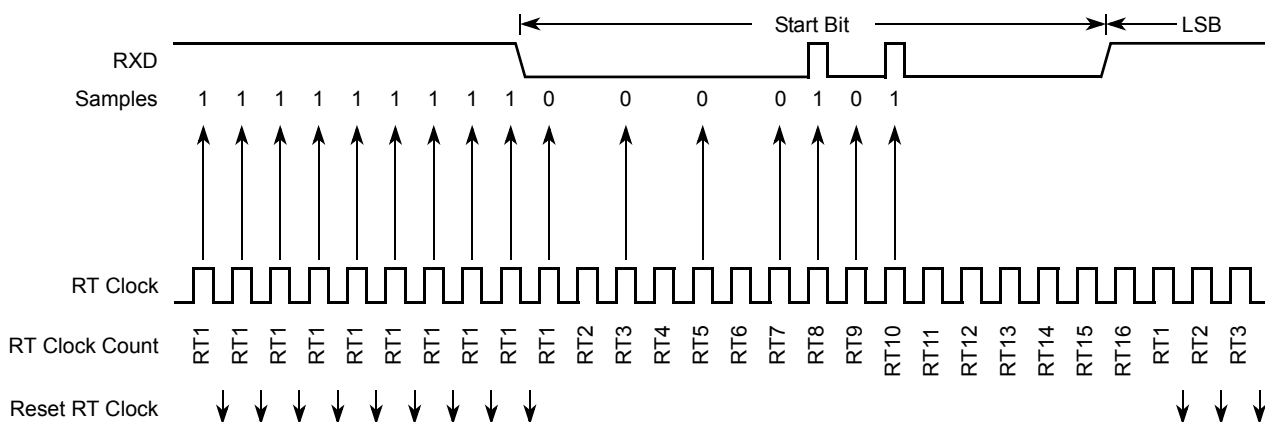 Start Bit LSB
RXD
Samples 1 1 1 1 1 1 1 1 1 0 0 0 0 1 0 1
RT Clock
RT Clock Count RT1 RT1 RT1 RT1 RT1 RT1 RT1 RT1 RT1 RT1 RT2 RT3 RT4 RT5 RT6 RT7 RT8 RT9 RT10 RT11 RT12 RT13 RT14 RT15 RT16 RT1 RT2 RT3
Reset RT Clock